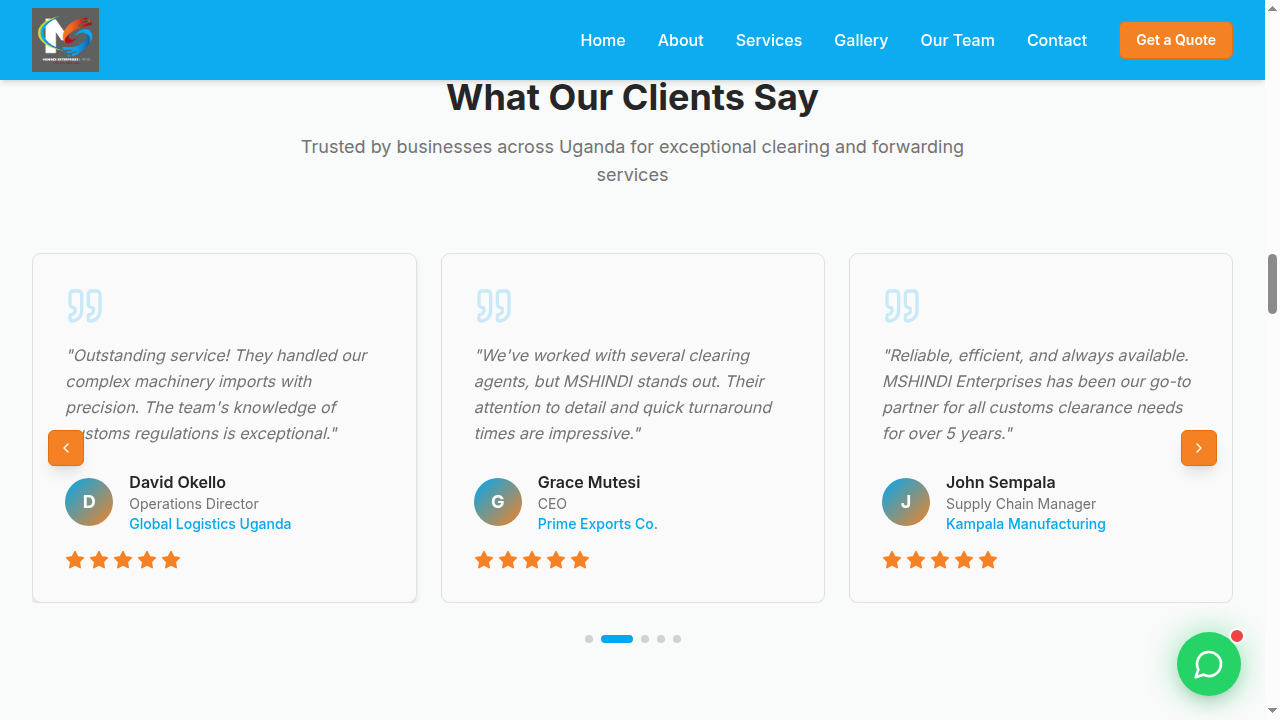 Home
About
Services
Gallery
Our Team
Contact
Get a Quote
What Our Clients Say
Trusted by businesses across Uganda for exceptional clearing and forwarding
services
"Outstanding service! They handled our
complex machinery imports with
precision. The team's knowledge of
customs regulations is exceptional."
D
David Okello
Operations Director
Global Logistics Uganda
"We've worked with several clearing
agents, but MSHINDI stands out. Their
attention to detail and quick turnaround
times are impressive."
G
Grace Mutesi
CEO
Prime Exports Co.
"Reliable, efficient, and always available.
MSHINDI Enterprises has been our go-to
partner for all customs clearance needs
for over 5 years."
J
John Sempala
Supply Chain Manager
Kampala Manufacturing